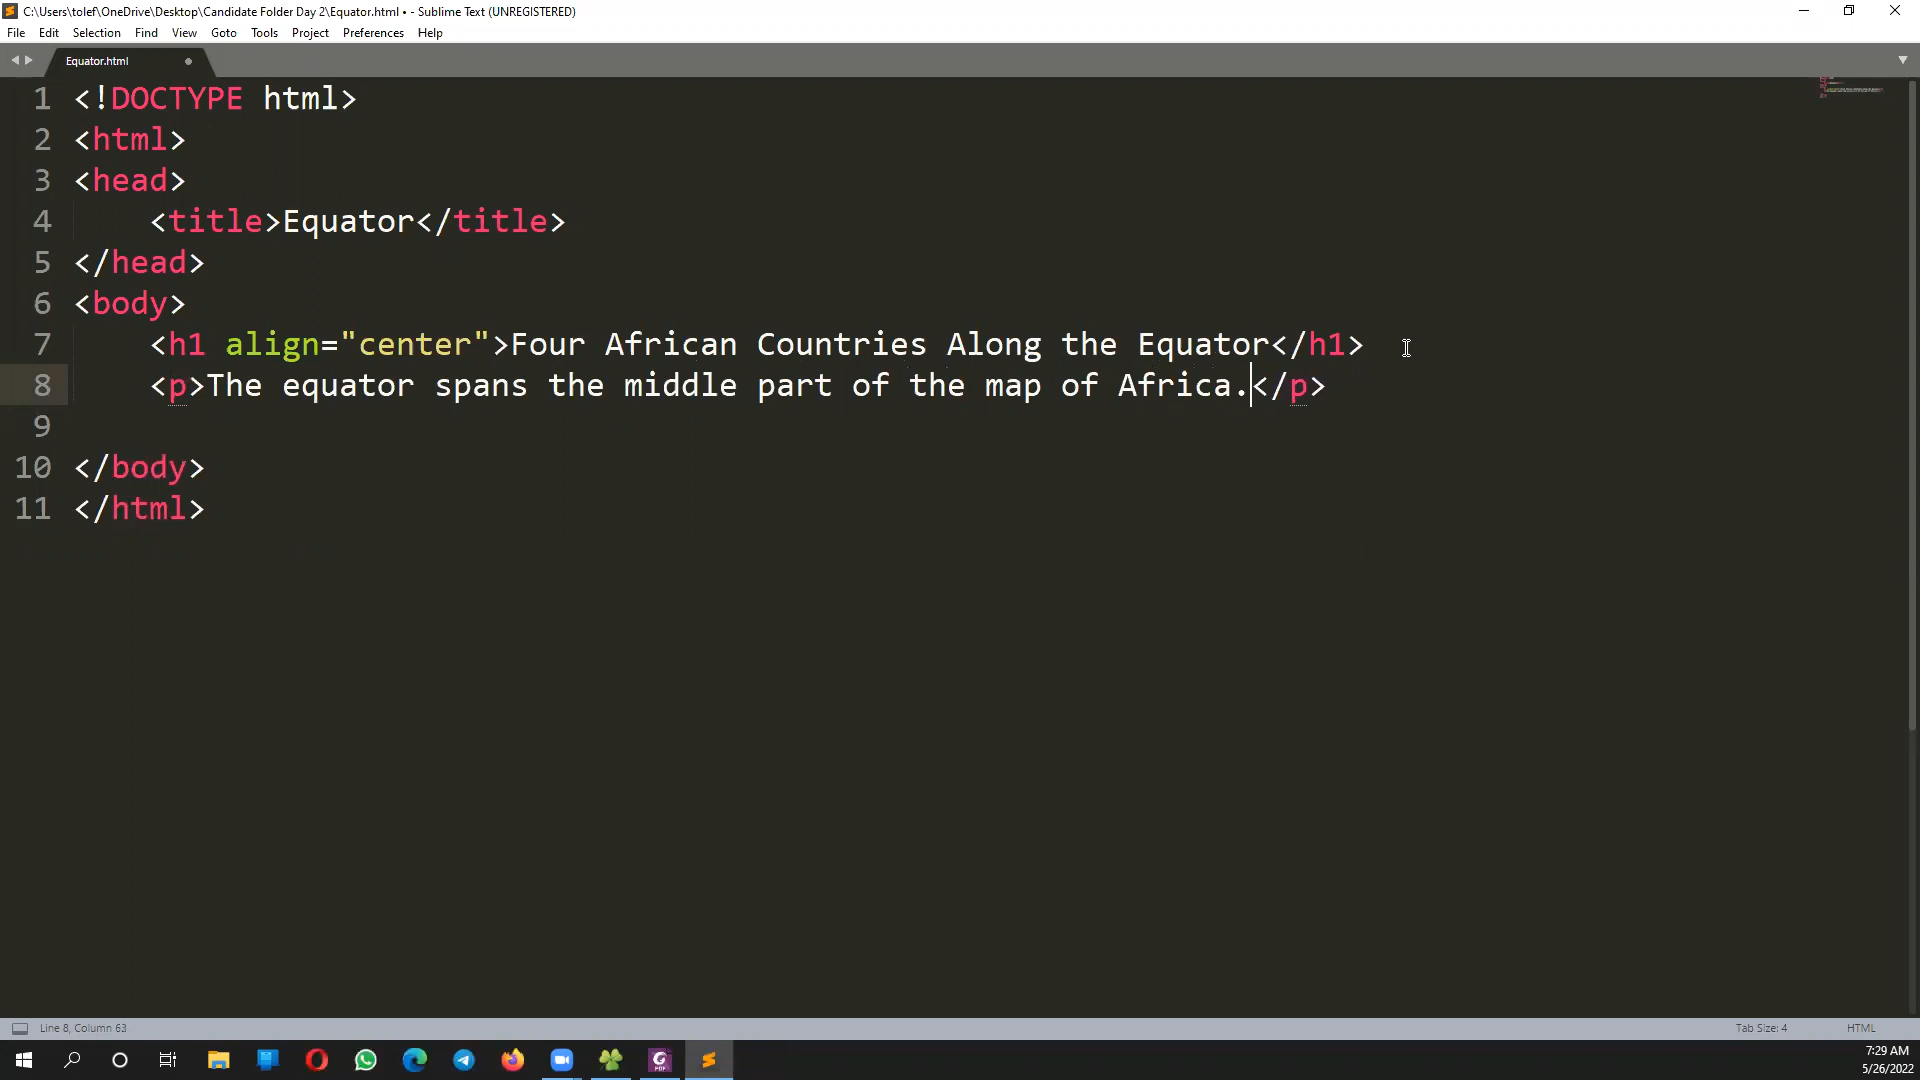 C:\Users\tolef\OneDrive\Desktop\Candidate Folder Day 2\Equator.html • - Sublime Text (UNREGISTERED)
File Edit Selection Find View Goto Tools Project Preferences Help
Equator.html
1 <!DOCTYPE html>
2 <html>
3 <head>
4 <title>Equator</title>
5 </head>
6 <body>
7 <h1 align="center">Four African Countries Along the Equator</h1>
8 <p>The equator spans the middle part of the map of Africa.</p>
9
10 </body>
11 </html>
Line 8, Column 63 Tab Size: 4 HTML
PDF
7:29 AM
5/26/2022